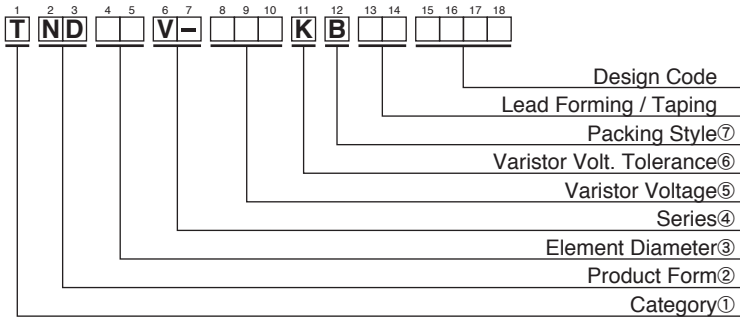 1 2 3 4 5 6 7 8 9 10 11 12 13 14 15 16 17 18
T N D V – K B
Design Code
Lead Forming / Taping
Packing Style⑦
Varistor Volt. Tolerance⑥
Varistor Voltage⑤
Series④
Element Diameter③
Product Form②
Category①